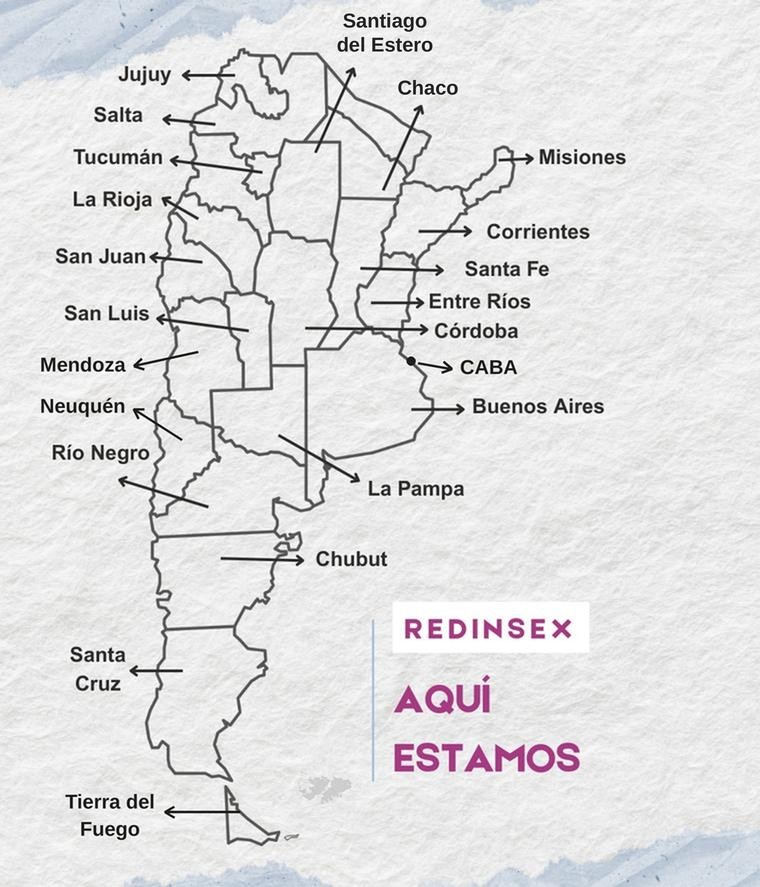 Santiago
del Estero
Jujuy
Chaco
Salta
Tucumán
Misiones
La Rioja
Corrientes
San Juan
Santa Fe
Entre Ríos
San Luis
Córdoba
Mendoza
CABA
Neuquén
Buenos Aires
Río Negro
La Pampa
Chubut
REDINSEX
Santa
Cruz
AQUÍ
ESTAMOS
Tierra del
Fuego